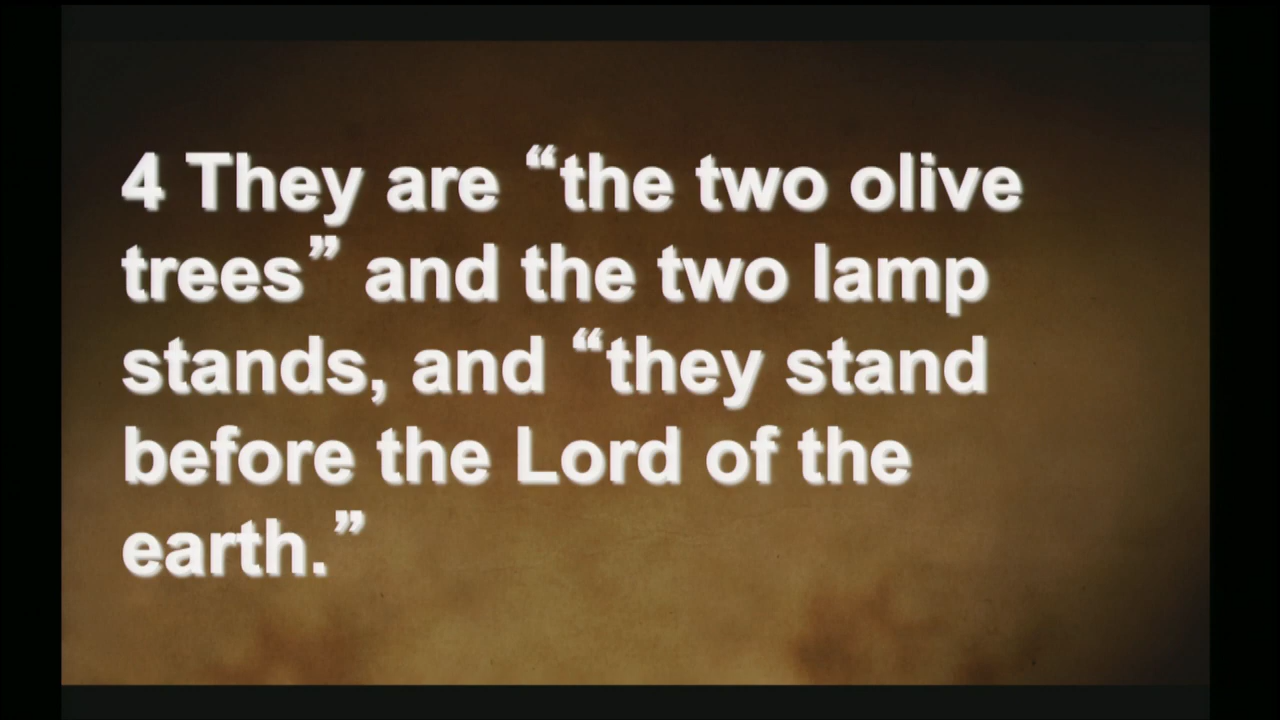 4 They are “the two olive
trees” and the two lamp
stands, and “they stand
before the Lord of the
earth.”